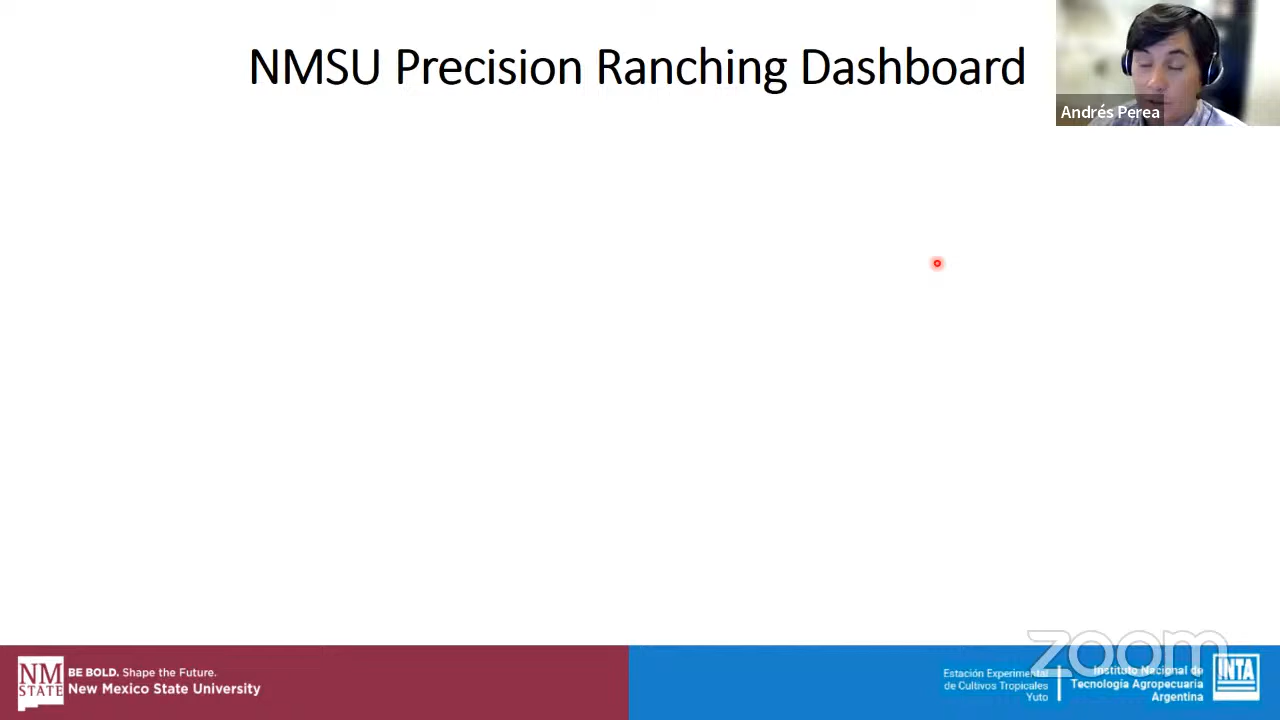 NMSU Precision Ranching Dashboard
Andrés Perea
zoom
NM
STATE
BE BOLD. Shape the Future.
New Mexico State University
Estación Experimental
de Cultivos Tropicales
Yuto
Instituto Nacional de
Tecnología Agropecuaria
Argentina
INTA